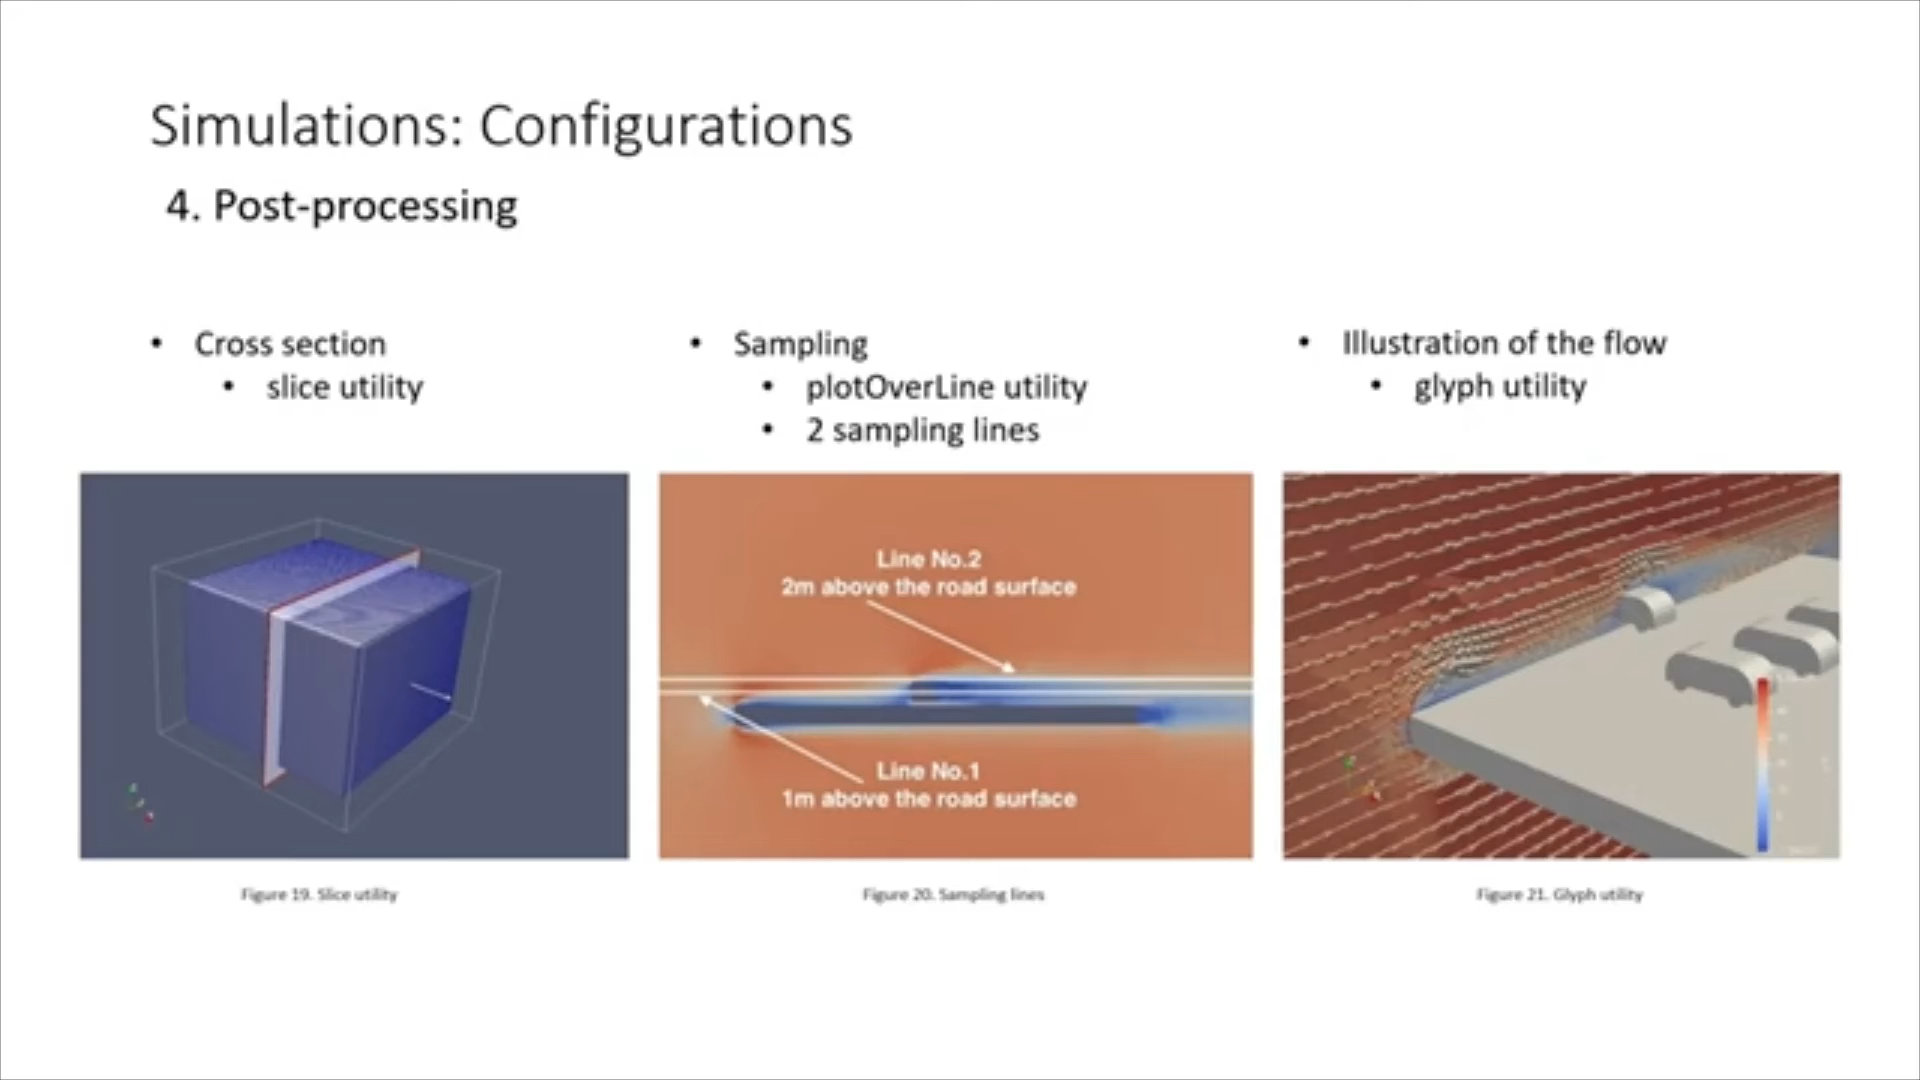 Simulations: Configurations
4. Post-processing
• Cross section
• slice utility
• Sampling
• plotOverLine utility
• 2 sampling lines
• Illustration of the flow
• glyph utility
Line No.2
2m above the road surface
Line No.1
1m above the road surface
Figure 19. Slice utility
Figure 20. Sampling lines
Figure 21. Glyph utility